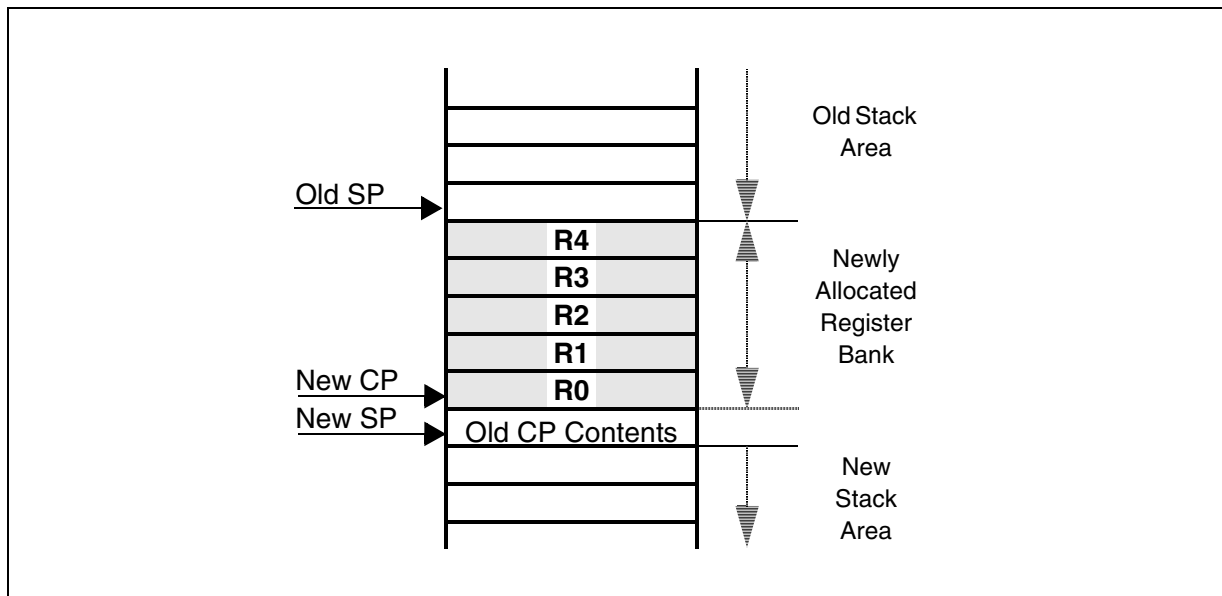 Old Stack
Area
Old SP
R4
R3
R2
R1
R0
Newly
Allocated
Register
Bank
New CP
New SP
Old CP Contents
New
Stack
Area